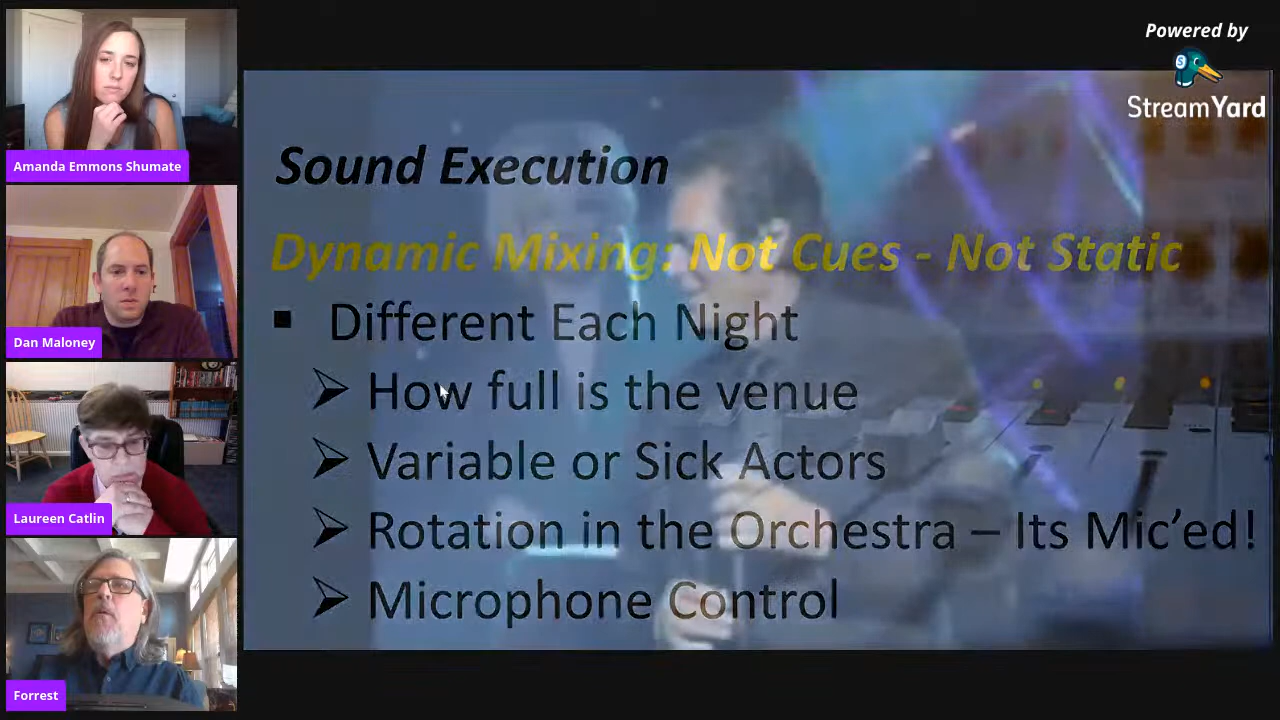 Powered by
StreamYard
Amanda Emmons Shumate
Dan Maloney
Laureen Catlin
Forrest
Sound Execution
Dynamic Mixing: Not Cues - Not Static
▪ Different Each Night
➢ How full is the venue
➢ Variable or Sick Actors
➢ Rotation in the Orchestra – Its Mic’ed!
➢ Microphone Control